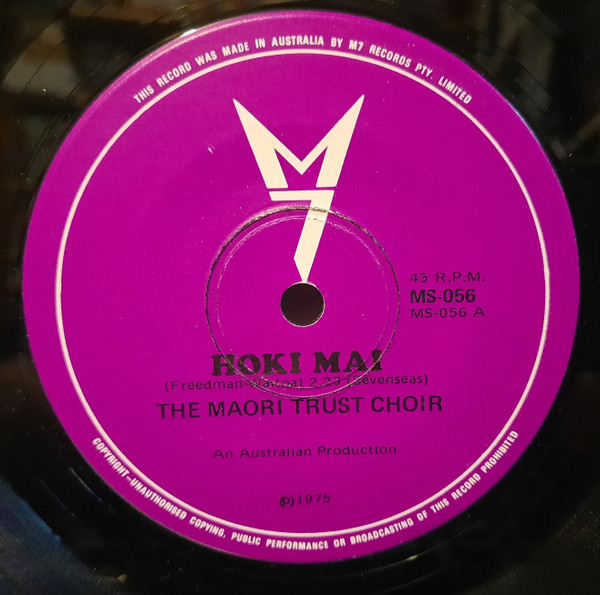 THIS RECORD WAS MADE IN AUSTRALIA BY M7 RECORDS PTY. LIMITED
M7
45 R.P.M.
MS-056
MS-056 A
HOKI MAI
(Freedman- 2.23 (Sevenseas)
THE MAORI TRUST CHOIR
An Australian Production
℗1975
COPYRIGHT-UNAUTHORISED COPYING, PUBLIC PERFORMANCE OR BROADCASTING OF THIS RECORD PROHIBITED